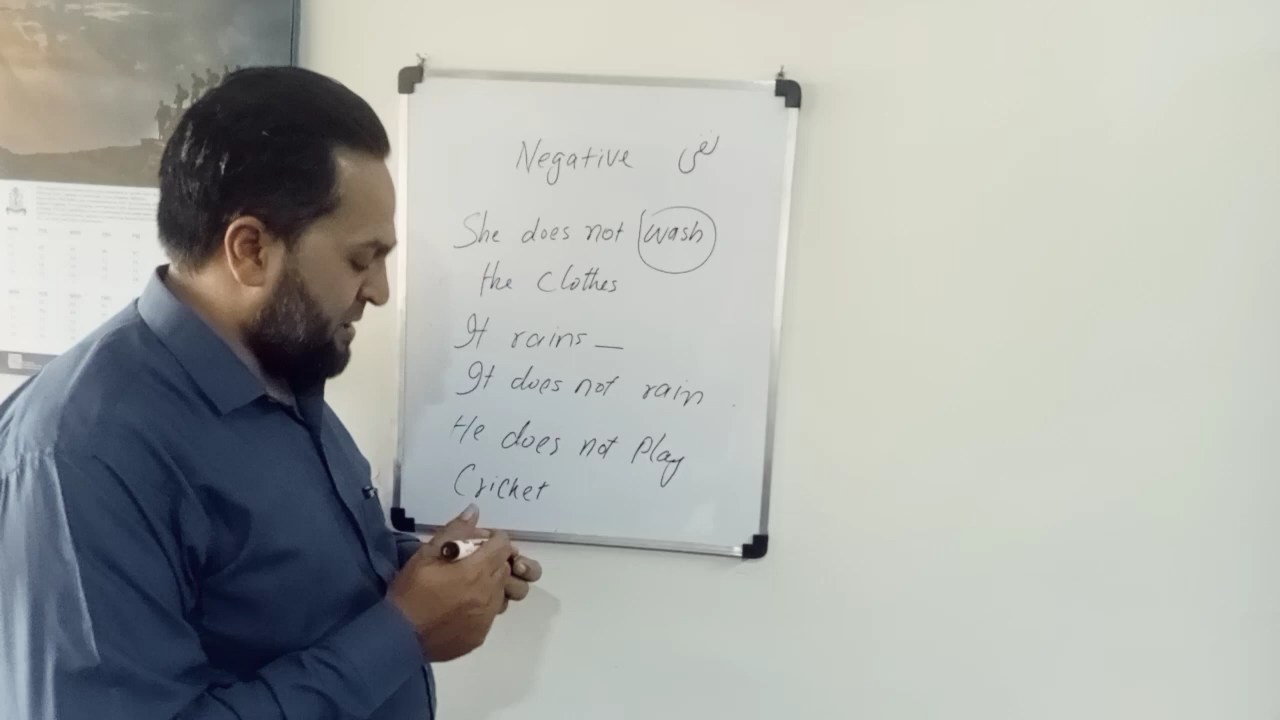 Negative نفی
She does not wash
the clothes
It rains —
It does not rain .
He does not play
Cricket